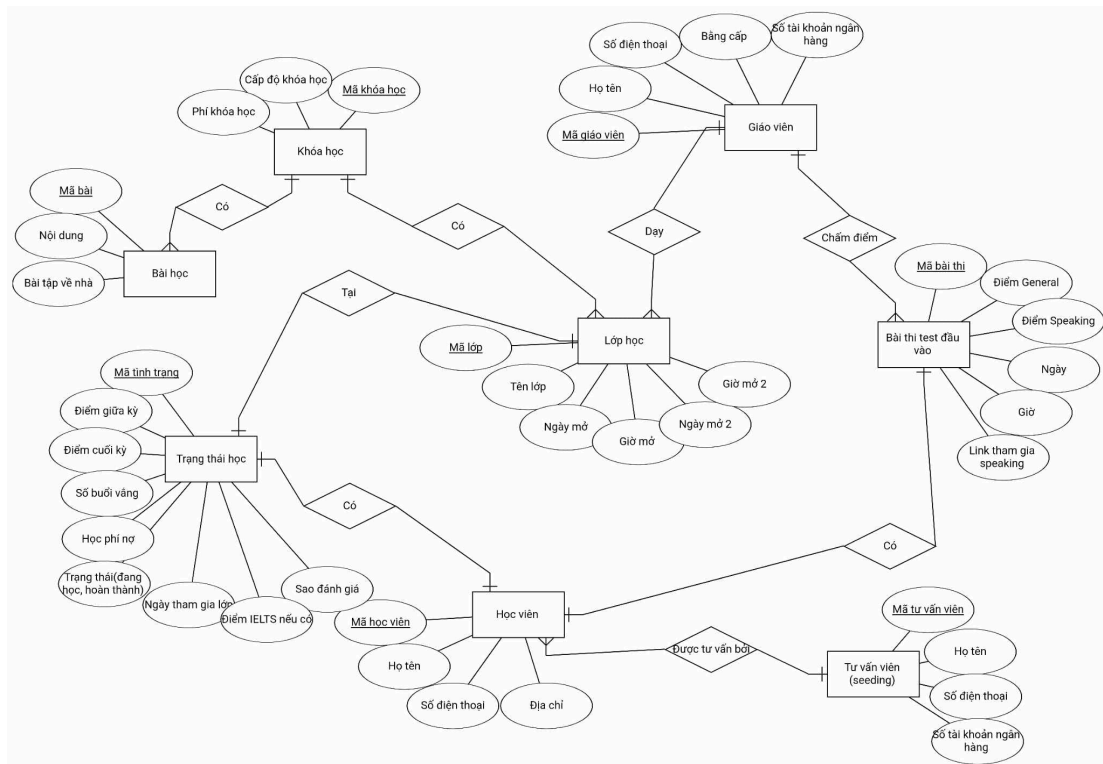 Số tài khoản ngân
hàng
Bằng cấp
Số điện thoại
Họ tên
Mã giáo viên
Giáo viên
Cấp độ khóa học
Mã khóa học
Phí khóa học
Khóa học
Có
Có
Dạy
Chấm điểm
Mã bài
Nội dung
Bài tập về nhà
Bài học
Tại
Mã lớp
Lớp học
Tên lớp
Ngày mở
Giờ mở
Ngày mở 2
Giờ mở 2
Mã bài thi
Điểm General
Điểm Speaking
Bài thi test đầu
vào
Ngày
Giờ
Link tham gia
speaking
Mã tình trạng
Điểm giữa kỳ
Điểm cuối kỳ
Trạng thái học
Số buổi vắng
Học phí nợ
Trạng thái(đang
học, hoàn thành)
Ngày tham gia lớp
Điểm IELTS nếu có
Sao đánh giá
Có
Có
Mã học viên
Học viên
Họ tên
Số điện thoại
Địa chỉ
Được tư vấn bởi
Mã tư vấn viên
Tư vấn viên
(seeding)
Họ tên
Số điện thoại
Số tài khoản ngân
hàng